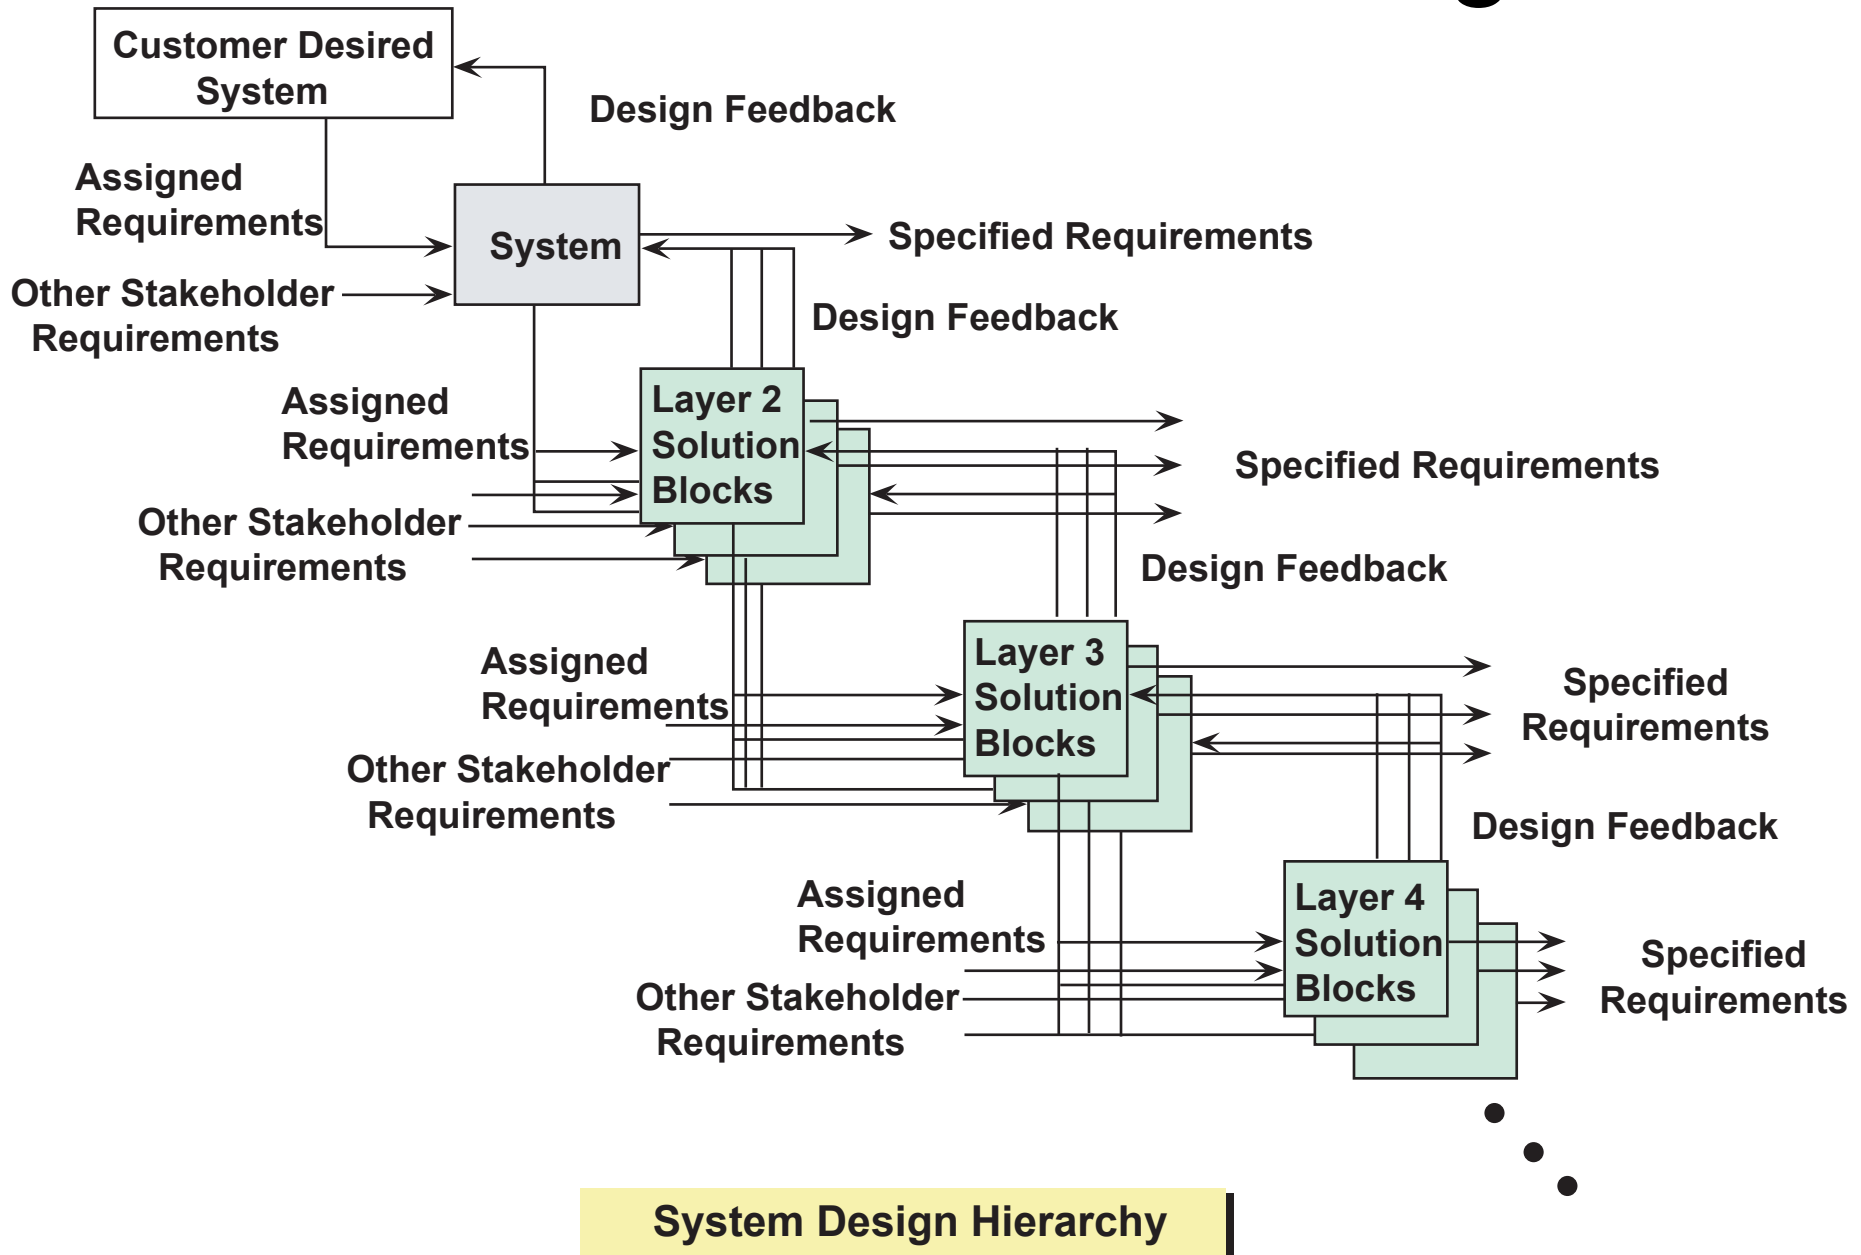 Customer Desired
System
Design Feedback
Assigned
Requirements
System
Specified Requirements
Other Stakeholder
Requirements
Design Feedback
Assigned
Requirements
Layer 2
Solution
Blocks
Specified Requirements
Other Stakeholder
Requirements
Design Feedback
Assigned
Requirements
Layer 3
Solution
Blocks
Specified
Requirements
Other Stakeholder
Requirements
Design Feedback
Assigned
Requirements
Layer 4
Solution
Blocks
Specified
Requirements
Other Stakeholder
Requirements
System Design Hierarchy